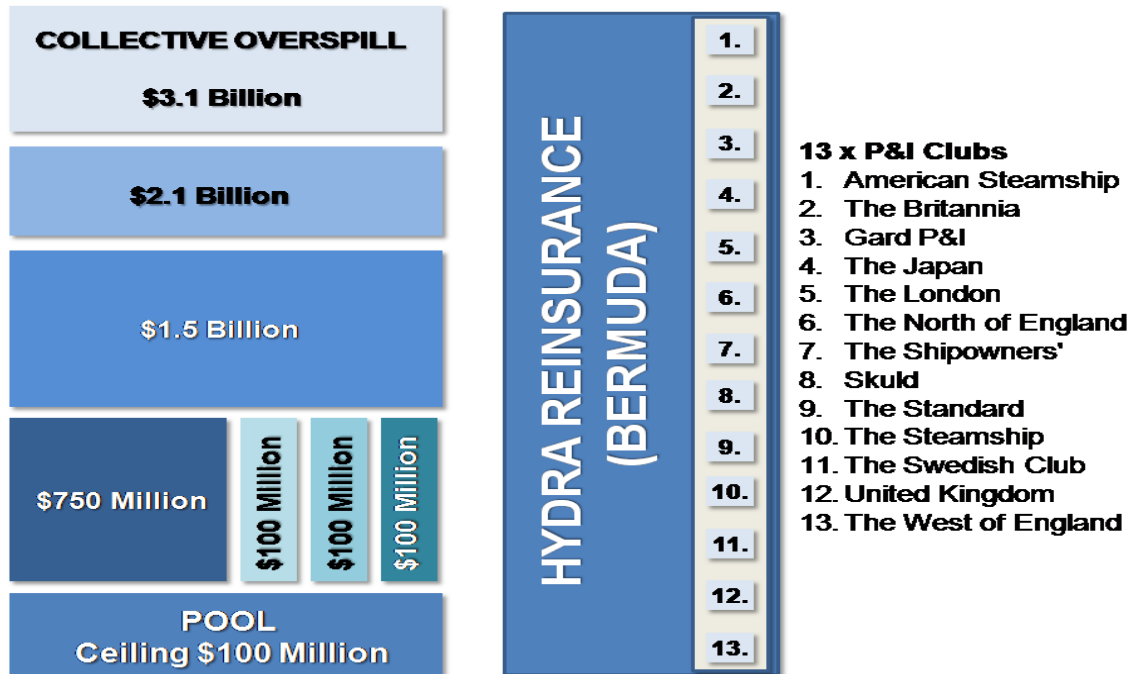 COLLECTIVE OVERSPILL
$3.1 Billion
$2.1 Billion
$1.5 Billion
$750 Million
$100 Million
$100 Million
$100 Million
POOL
Ceiling $100 Million
HYDRA REINSURANCE
(BERMUDA)
1.
2.
3.
4.
5.
6.
7.
8.
9.
10.
11.
12.
13.
13 x P&I Clubs
1. American Steamship
2. The Britannia
3. Gard P&I
4. The Japan
5. The London
6. The North of England
7. The Shipowners'
8. Skuld
9. The Standard
10. The Steamship
11. The Swedish Club
12. United Kingdom
13. The West of England